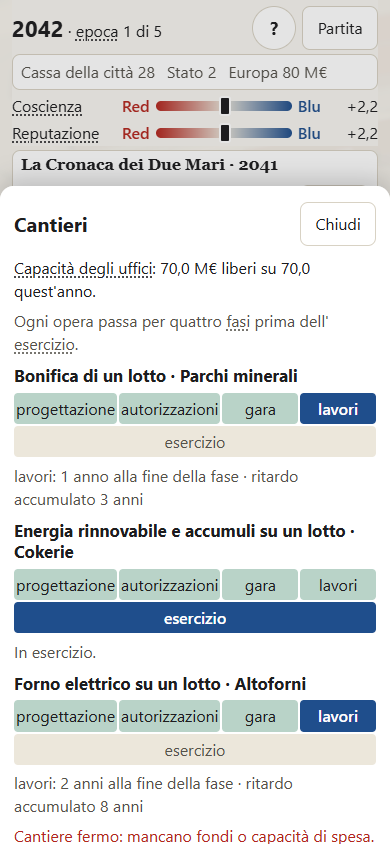 2042 · epoca 1 di 5
?
Partita
Cassa della città 28 Stato 2 Europa 80 M€
Coscienza Red Blu +2,2
Reputazione Red Blu +2,2
La Cronaca dei Due Mari · 2041
Cantieri
Chiudi
Capacità degli uffici: 70,0 M€ liberi su 70,0
quest'anno.
Ogni opera passa per quattro fasi prima dell'
esercizio.
Bonifica di un lotto · Parchi minerali
progettazione autorizzazioni gara lavori
esercizio
lavori: 1 anno alla fine della fase · ritardo
accumulato 3 anni
Energia rinnovabile e accumuli su un lotto ·
Cokerie
progettazione autorizzazioni gara lavori
esercizio
In esercizio.
Forno elettrico su un lotto · Altoforni
progettazione autorizzazioni gara lavori
esercizio
lavori: 2 anni alla fine della fase · ritardo
accumulato 8 anni
Cantiere fermo: mancano fondi o capacità di spesa.